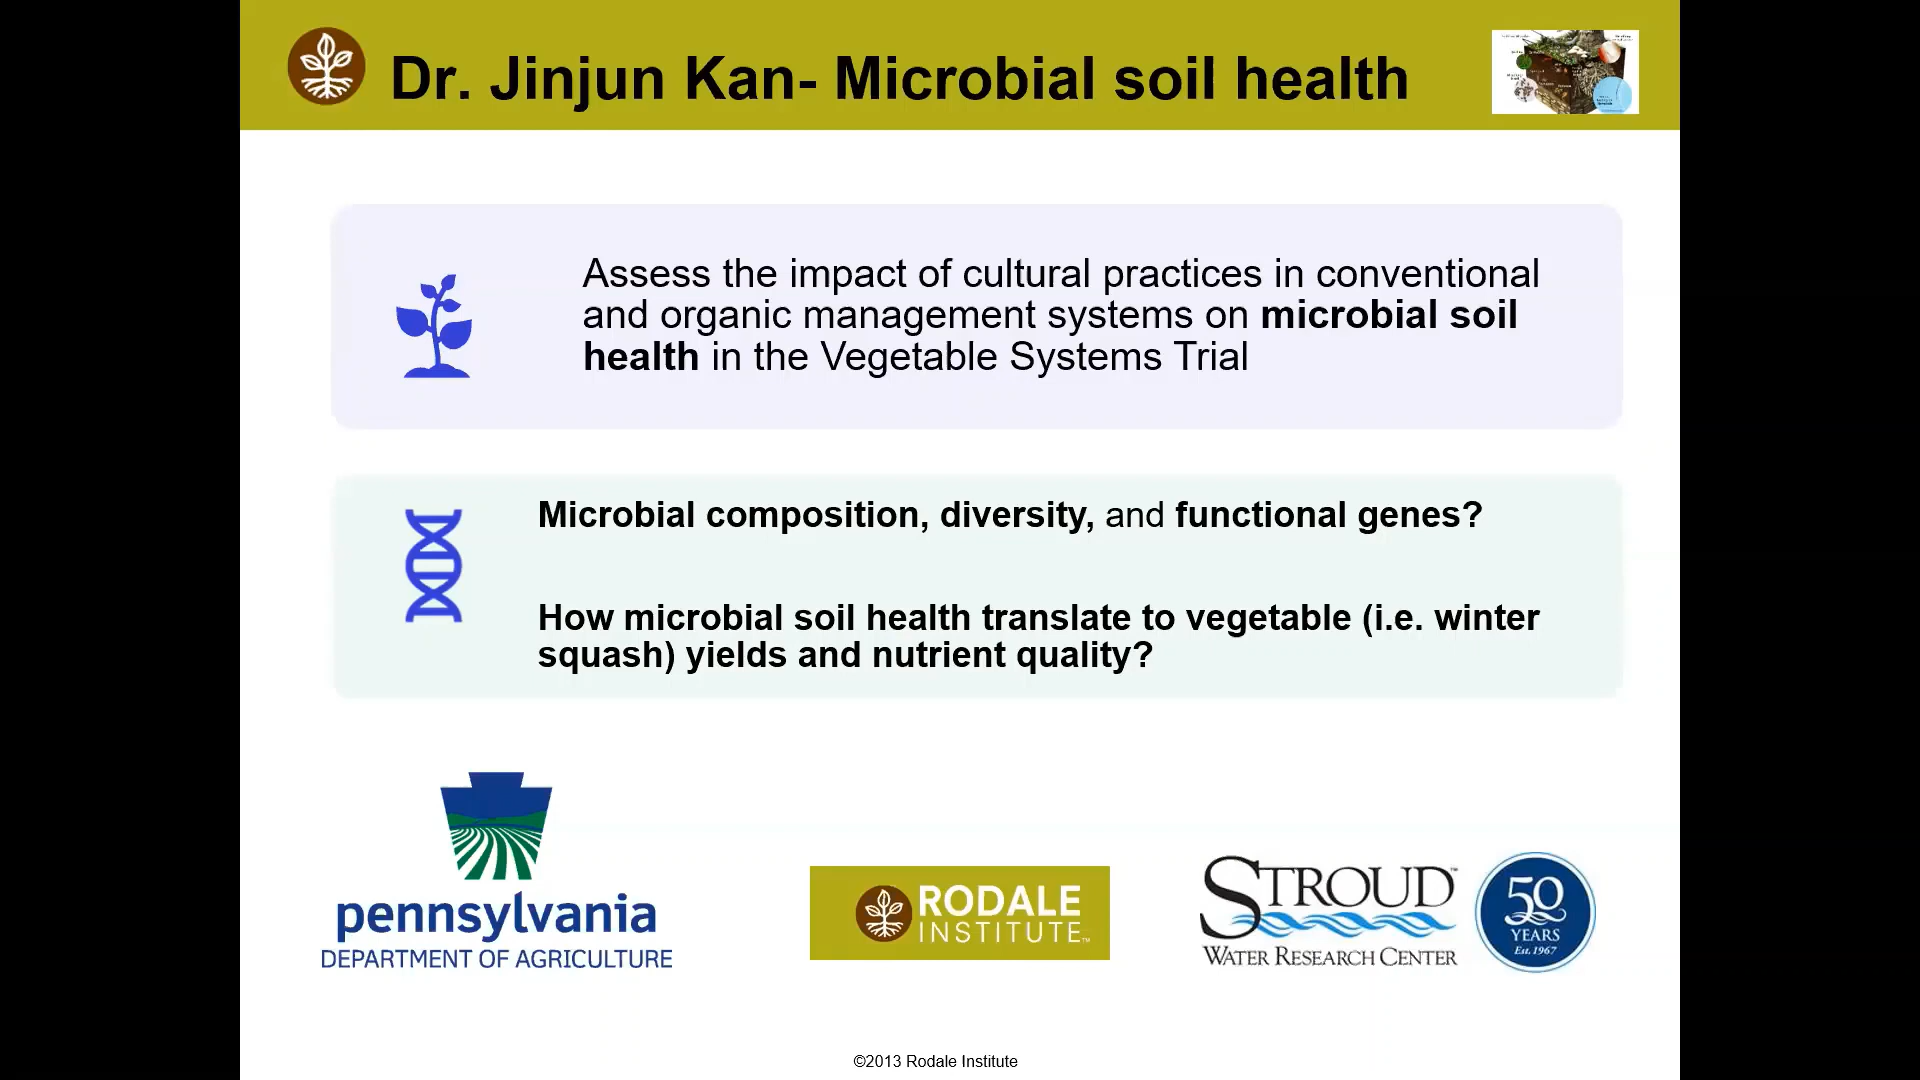 Dr. Jinjun Kan- Microbial soil health
Assess the impact of cultural practices in conventional
and organic management systems on microbial soil
health in the Vegetable Systems Trial
Microbial composition, diversity, and functional genes?
How microbial soil health translate to vegetable (i.e. winter
squash) yields and nutrient quality?
pennsylvania
DEPARTMENT OF AGRICULTURE
RODALE
INSTITUTE™
STROUD™
WATER RESEARCH CENTER
50
YEARS
Est. 1967
©2013 Rodale Institute